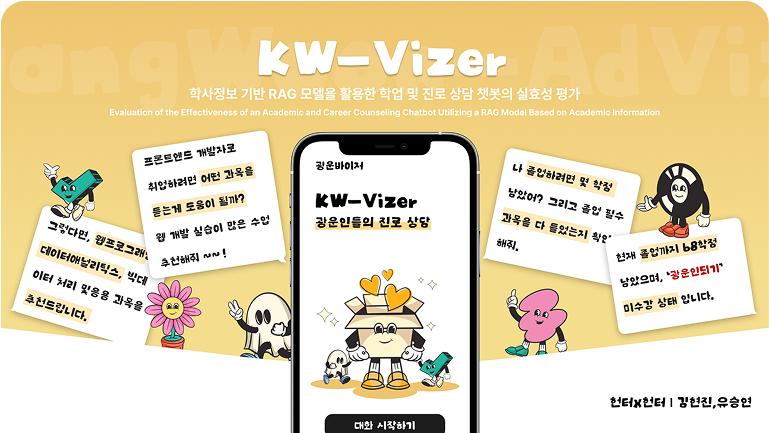 KW-Vizer
학사정보 기반 RAG 모델을 활용한 학업 및 진로 상담 챗봇의 실효성 평가
Evaluation of the Effectiveness of an Academic and Career Counseling Chatbot Utilizing a RAG Model Based on Academic Information
프론트엔드 개발자로
취업하려면 어떤 과목을
듣는게 도움이 될까?
웹 개발 실습이 많은 수업
추천해줘 ~~!
그렇다면, 웹프로그래밍
데이터애널리틱스, 빅데
이터 처리 및응용 과목을
추천드립니다.
광운바이저
KW-Vizer
광운인들의 진로 상담
대화 시작하기
나 졸업하려면 몇 학점
남았어? 그리고 졸업 필수
과목을 다 들었는지 확인
해줘.
현재 졸업까지 68학점
남았으며, '광운인되기'
미수강 상태 입니다.
헌터x헌터 | 김현진,유승연